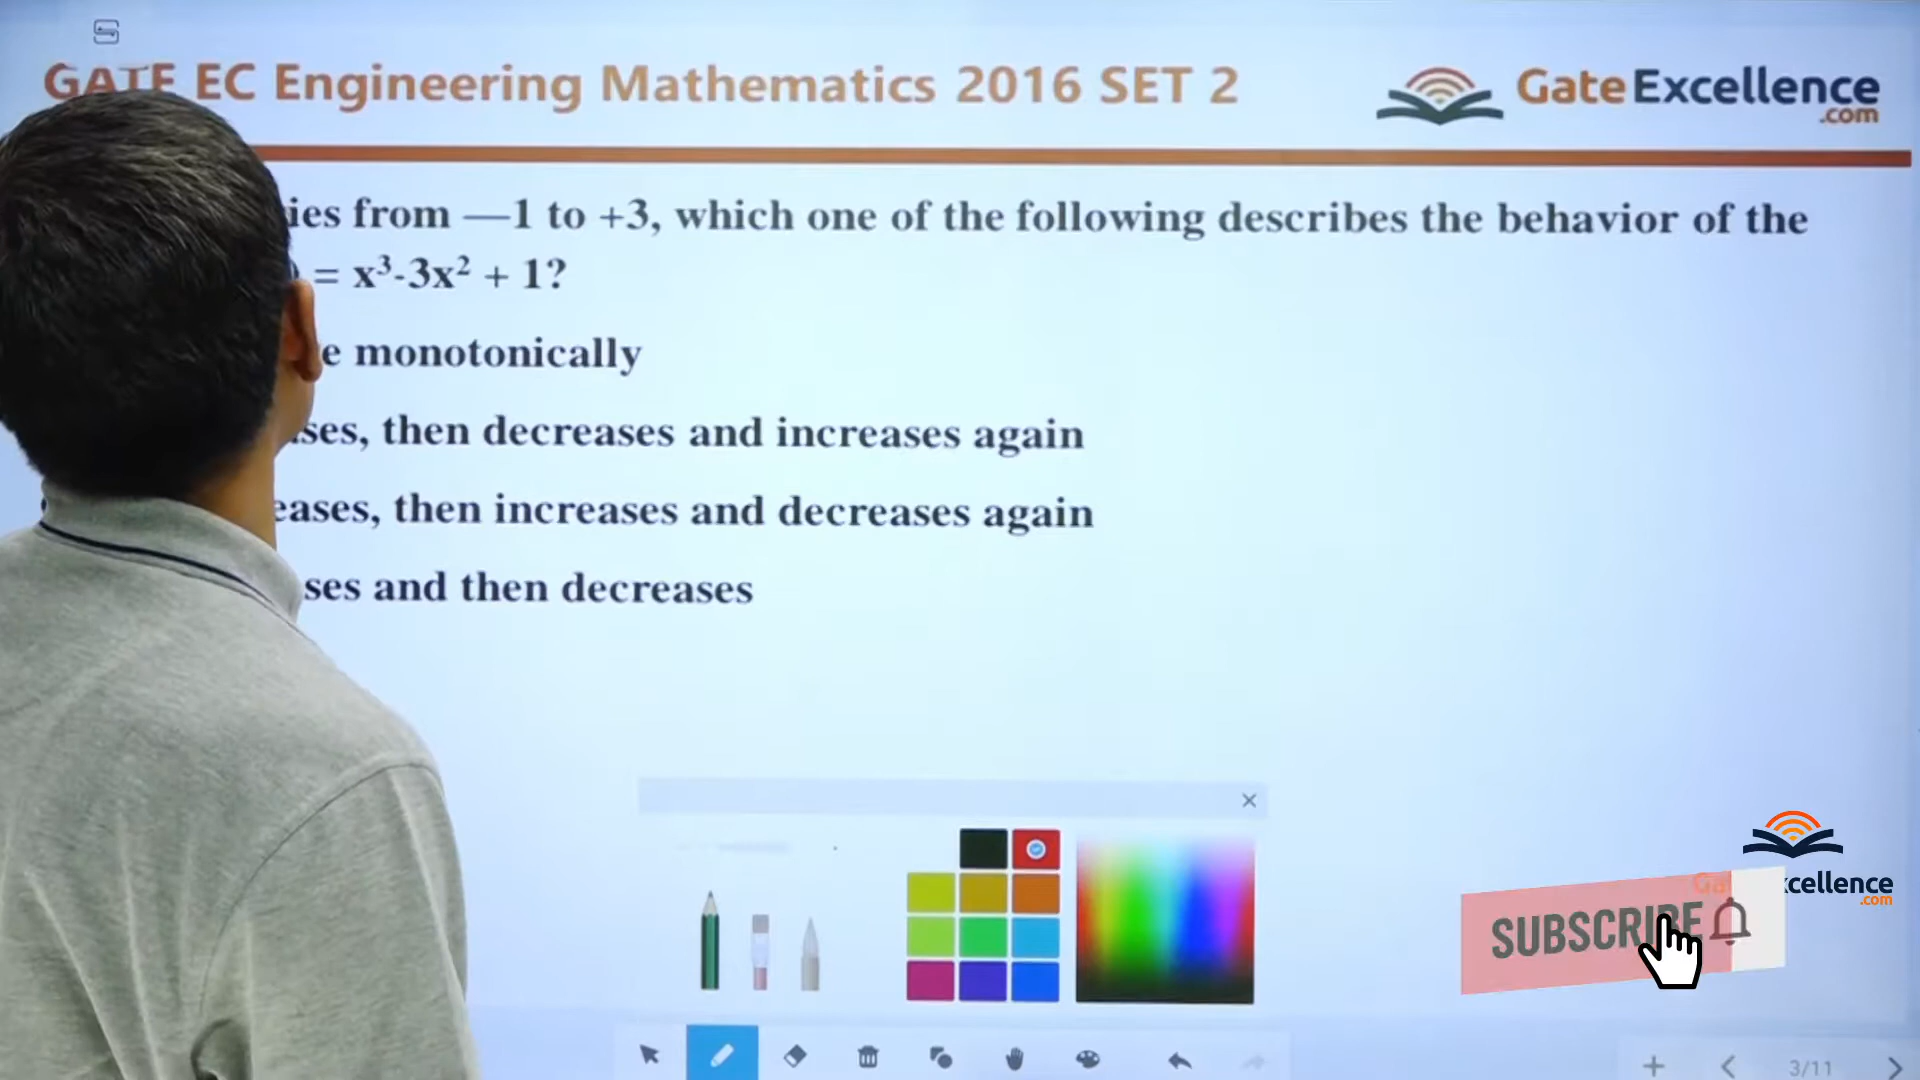 GATE EC Engineering Mathematics 2016 SET 2
GateExcellence
.com
ies from —1 to +3, which one of the following describes the behavior of the
) = x³-3x² + 1?
e monotonically
ses, then decreases and increases again
eases, then increases and decreases again
ses and then decreases
xcellence
.com
SUBSCRIBE
3/11